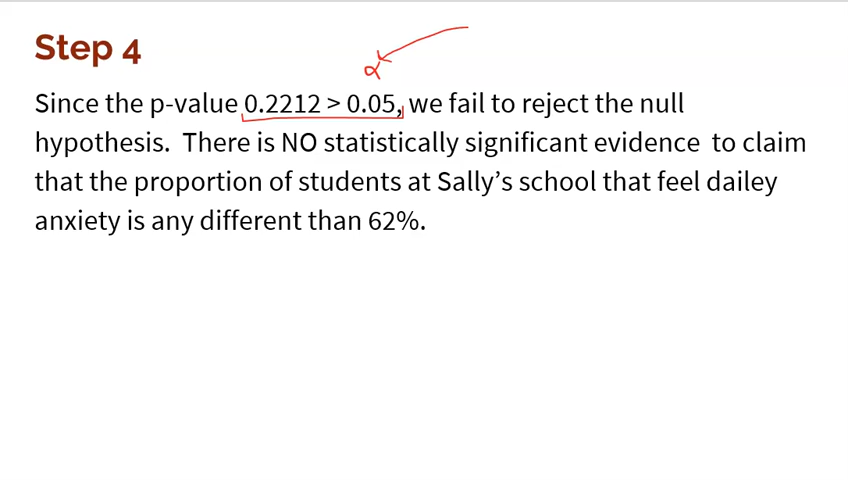 Step 4
α
Since the p-value 0.2212 > 0.05, we fail to reject the null
hypothesis.  There is NO statistically significant evidence  to claim
that the proportion of students at Sally’s school that feel dailey
anxiety is any different than 62%.